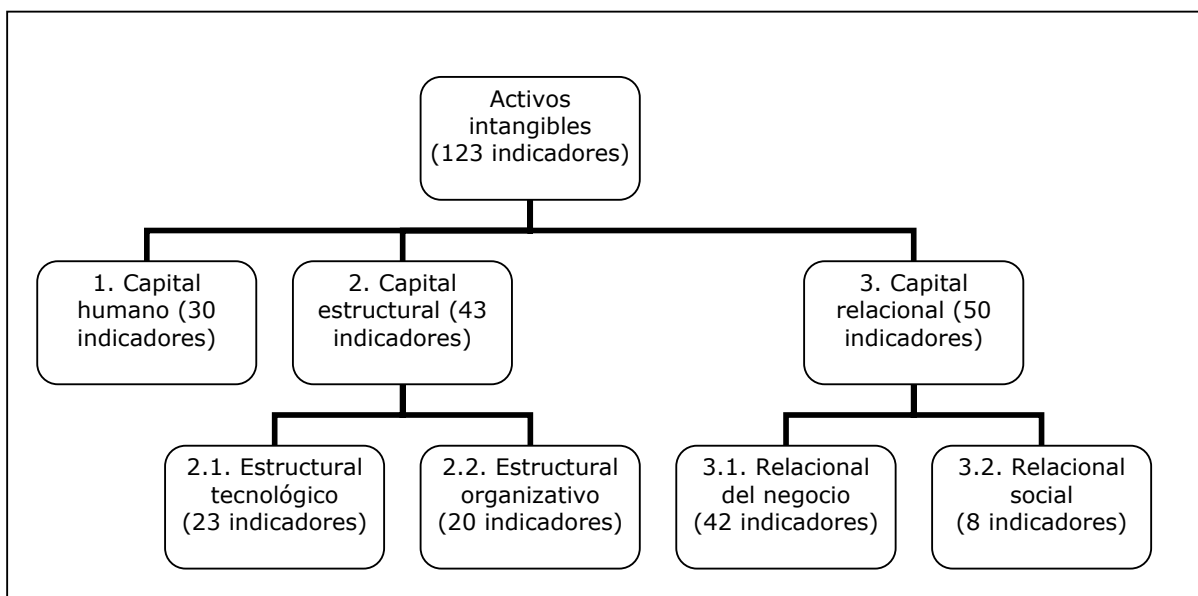 Activos
intangibles
(123 indicadores)
1. Capital
humano (30
indicadores)
2. Capital
estructural (43
indicadores)
3. Capital
relacional (50
indicadores)
2.1. Estructural
tecnológico
(23 indicadores)
2.2. Estructural
organizativo
(20 indicadores)
3.1. Relacional
del negocio
(42 indicadores)
3.2. Relacional
social
(8 indicadores)